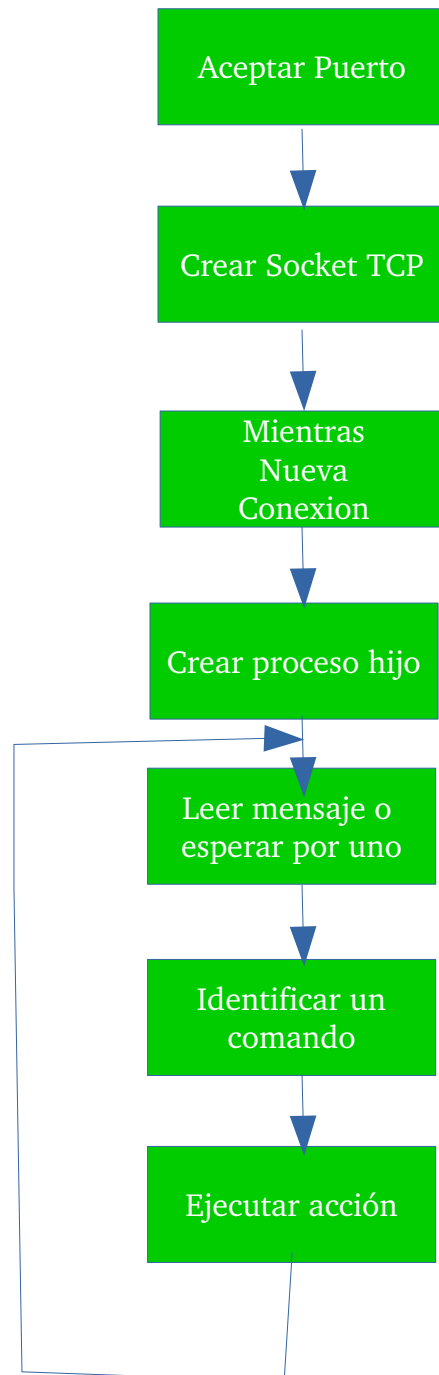 Aceptar Puerto
Crear Socket TCP
Mientras
Nueva
Conexion
Crear proceso hijo
Leer mensaje o
esperar por uno
Identificar un
comando
Ejecutar acción